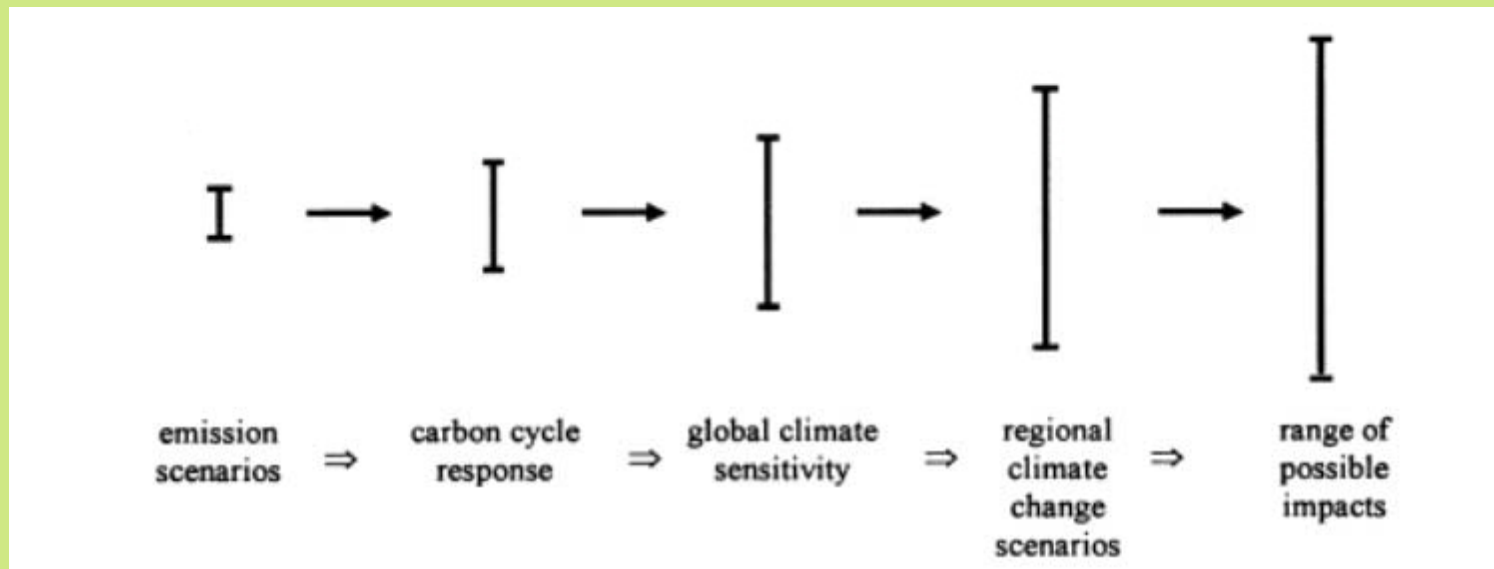 emission
scenarios
⇒
carbon cycle
response
⇒
global climate
sensitivity
⇒
regional
climate
change
scenarios
⇒
range of
possible
impacts